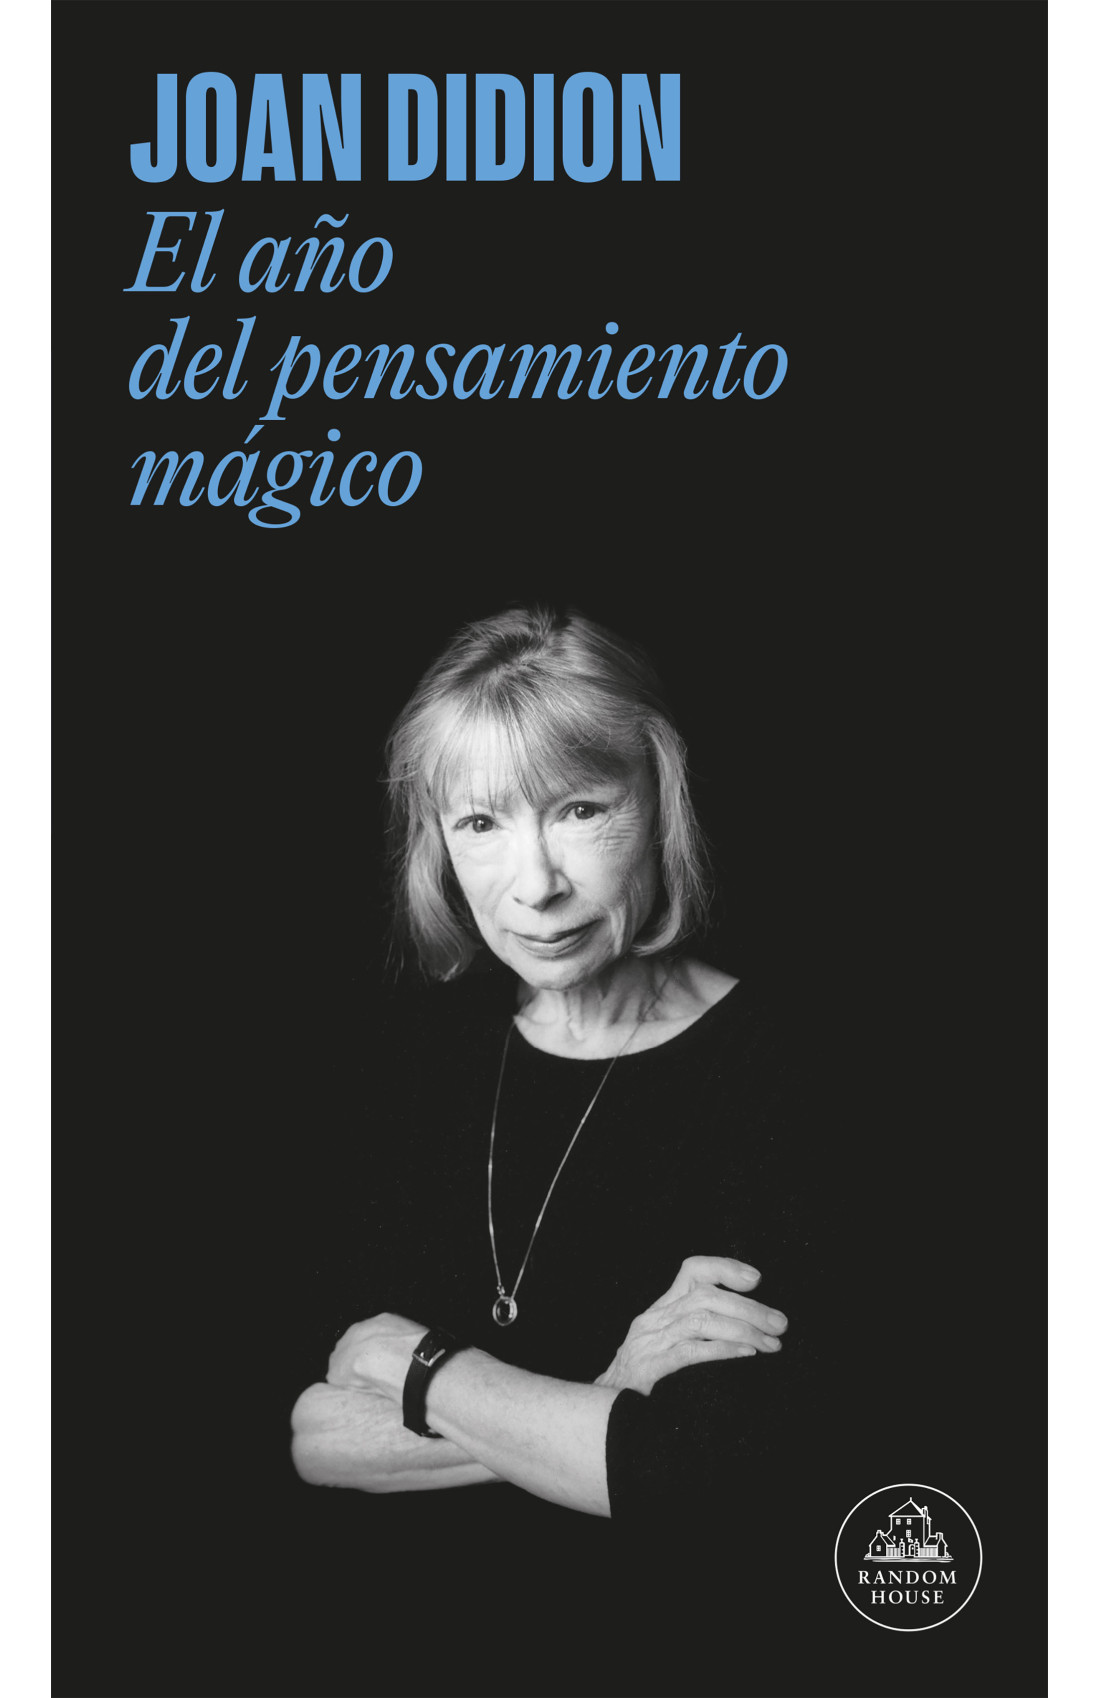 JOAN DIDION
El año
del pensamiento
mágico
RANDOM
HOUSE